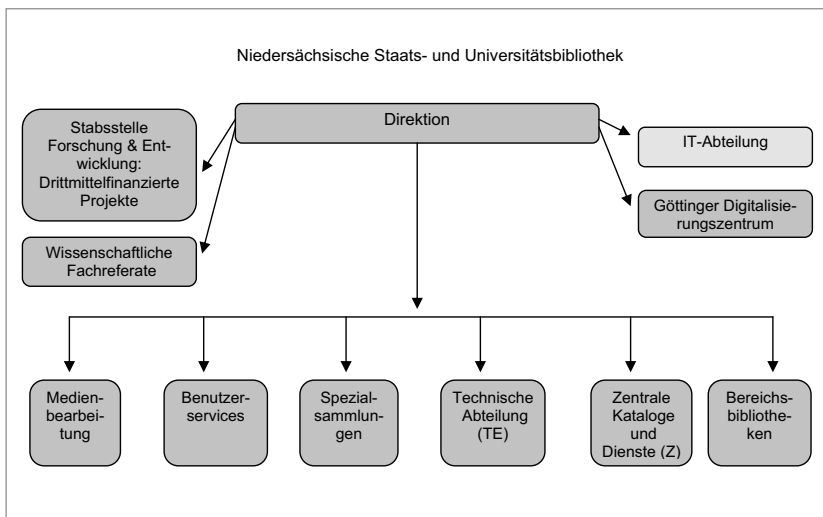 Niedersächsische Staats- und Universitätsbibliothek
Direktion
Stabsstelle
Forschung & Ent-
wicklung:
Drittmittelfinanzierte
Projekte
IT-Abteilung
Göttinger Digitalisie-
rungszentrum
Wissenschaftliche
Fachreferate
Medien-
bearbei-
tung
Benutzer-
services
Spezial-
sammlun-
gen
Technische
Abteilung
(TE)
Zentrale
Kataloge
und
Dienste (Z)
Bereichs-
bibliothe-
ken